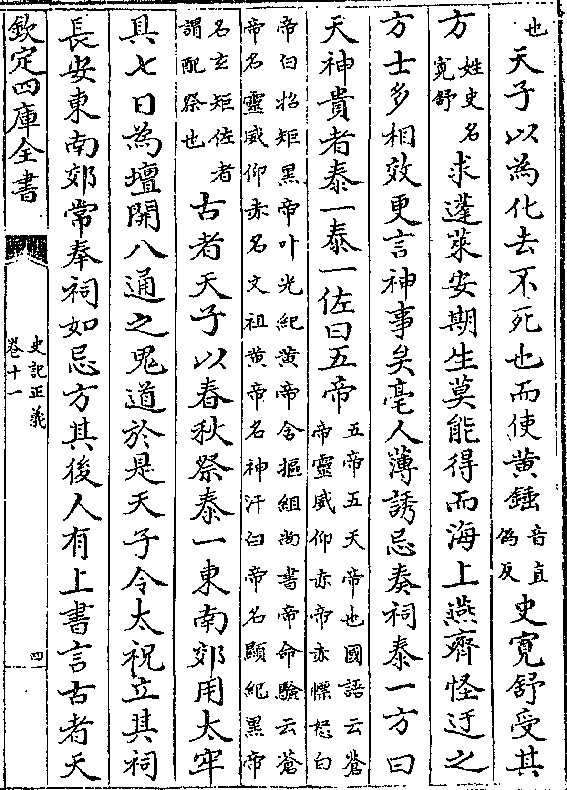 也天子以為化去不死也而使黄錘音直偽反史寛舒受其
方姓史名寛舒求蓬萊安期生莫能得而海上燕齊怪迂之
方士多相效更言神事矣亳人薄誘忌奏祠泰一方曰
天神貴者泰一泰一佐曰五帝五帝五天帝也國語云蒼
帝靈威仰赤帝赤熛怒白
帝白招矩黒帝叶光紀黄帝含樞組尚書帝命驗云蒼
帝名靈威仰赤名文祖黄帝名神汗白帝名顯紀黒帝
名玄矩佐者謂配祭也古者天子以春秋祭泰一東南郊用太牢
具七日為壇開八通之鬼道於是天子令太祝立其祠
長安東南郊常奉祠如忌方其後人有上書言古者天
欽定四庫全書
史記正義
卷十一
四